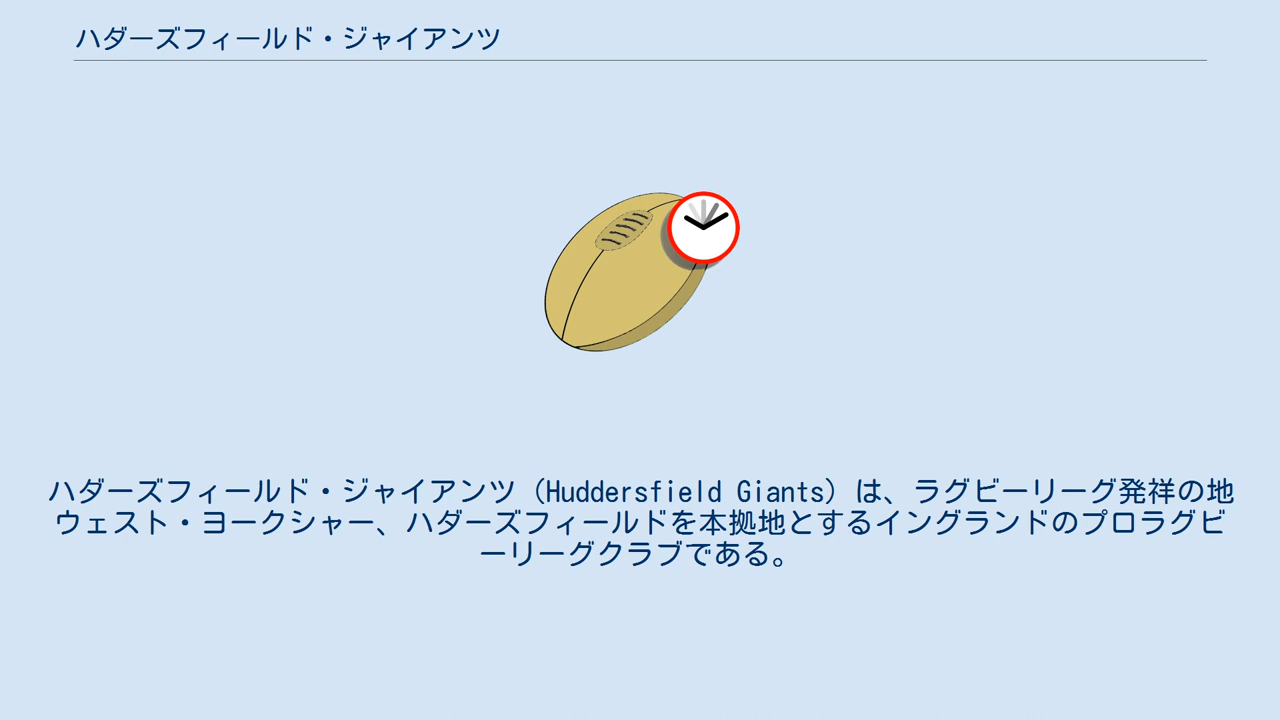 ハダーズフィールド・ジャイアンツ
ハダーズフィールド・ジャイアンツ（Huddersfield Giants）は、ラグビーリーグ発祥の地
ウェスト・ヨークシャー、ハダーズフィールドを本拠地とするイングランドのプロラグビ
ーリーグクラブである。